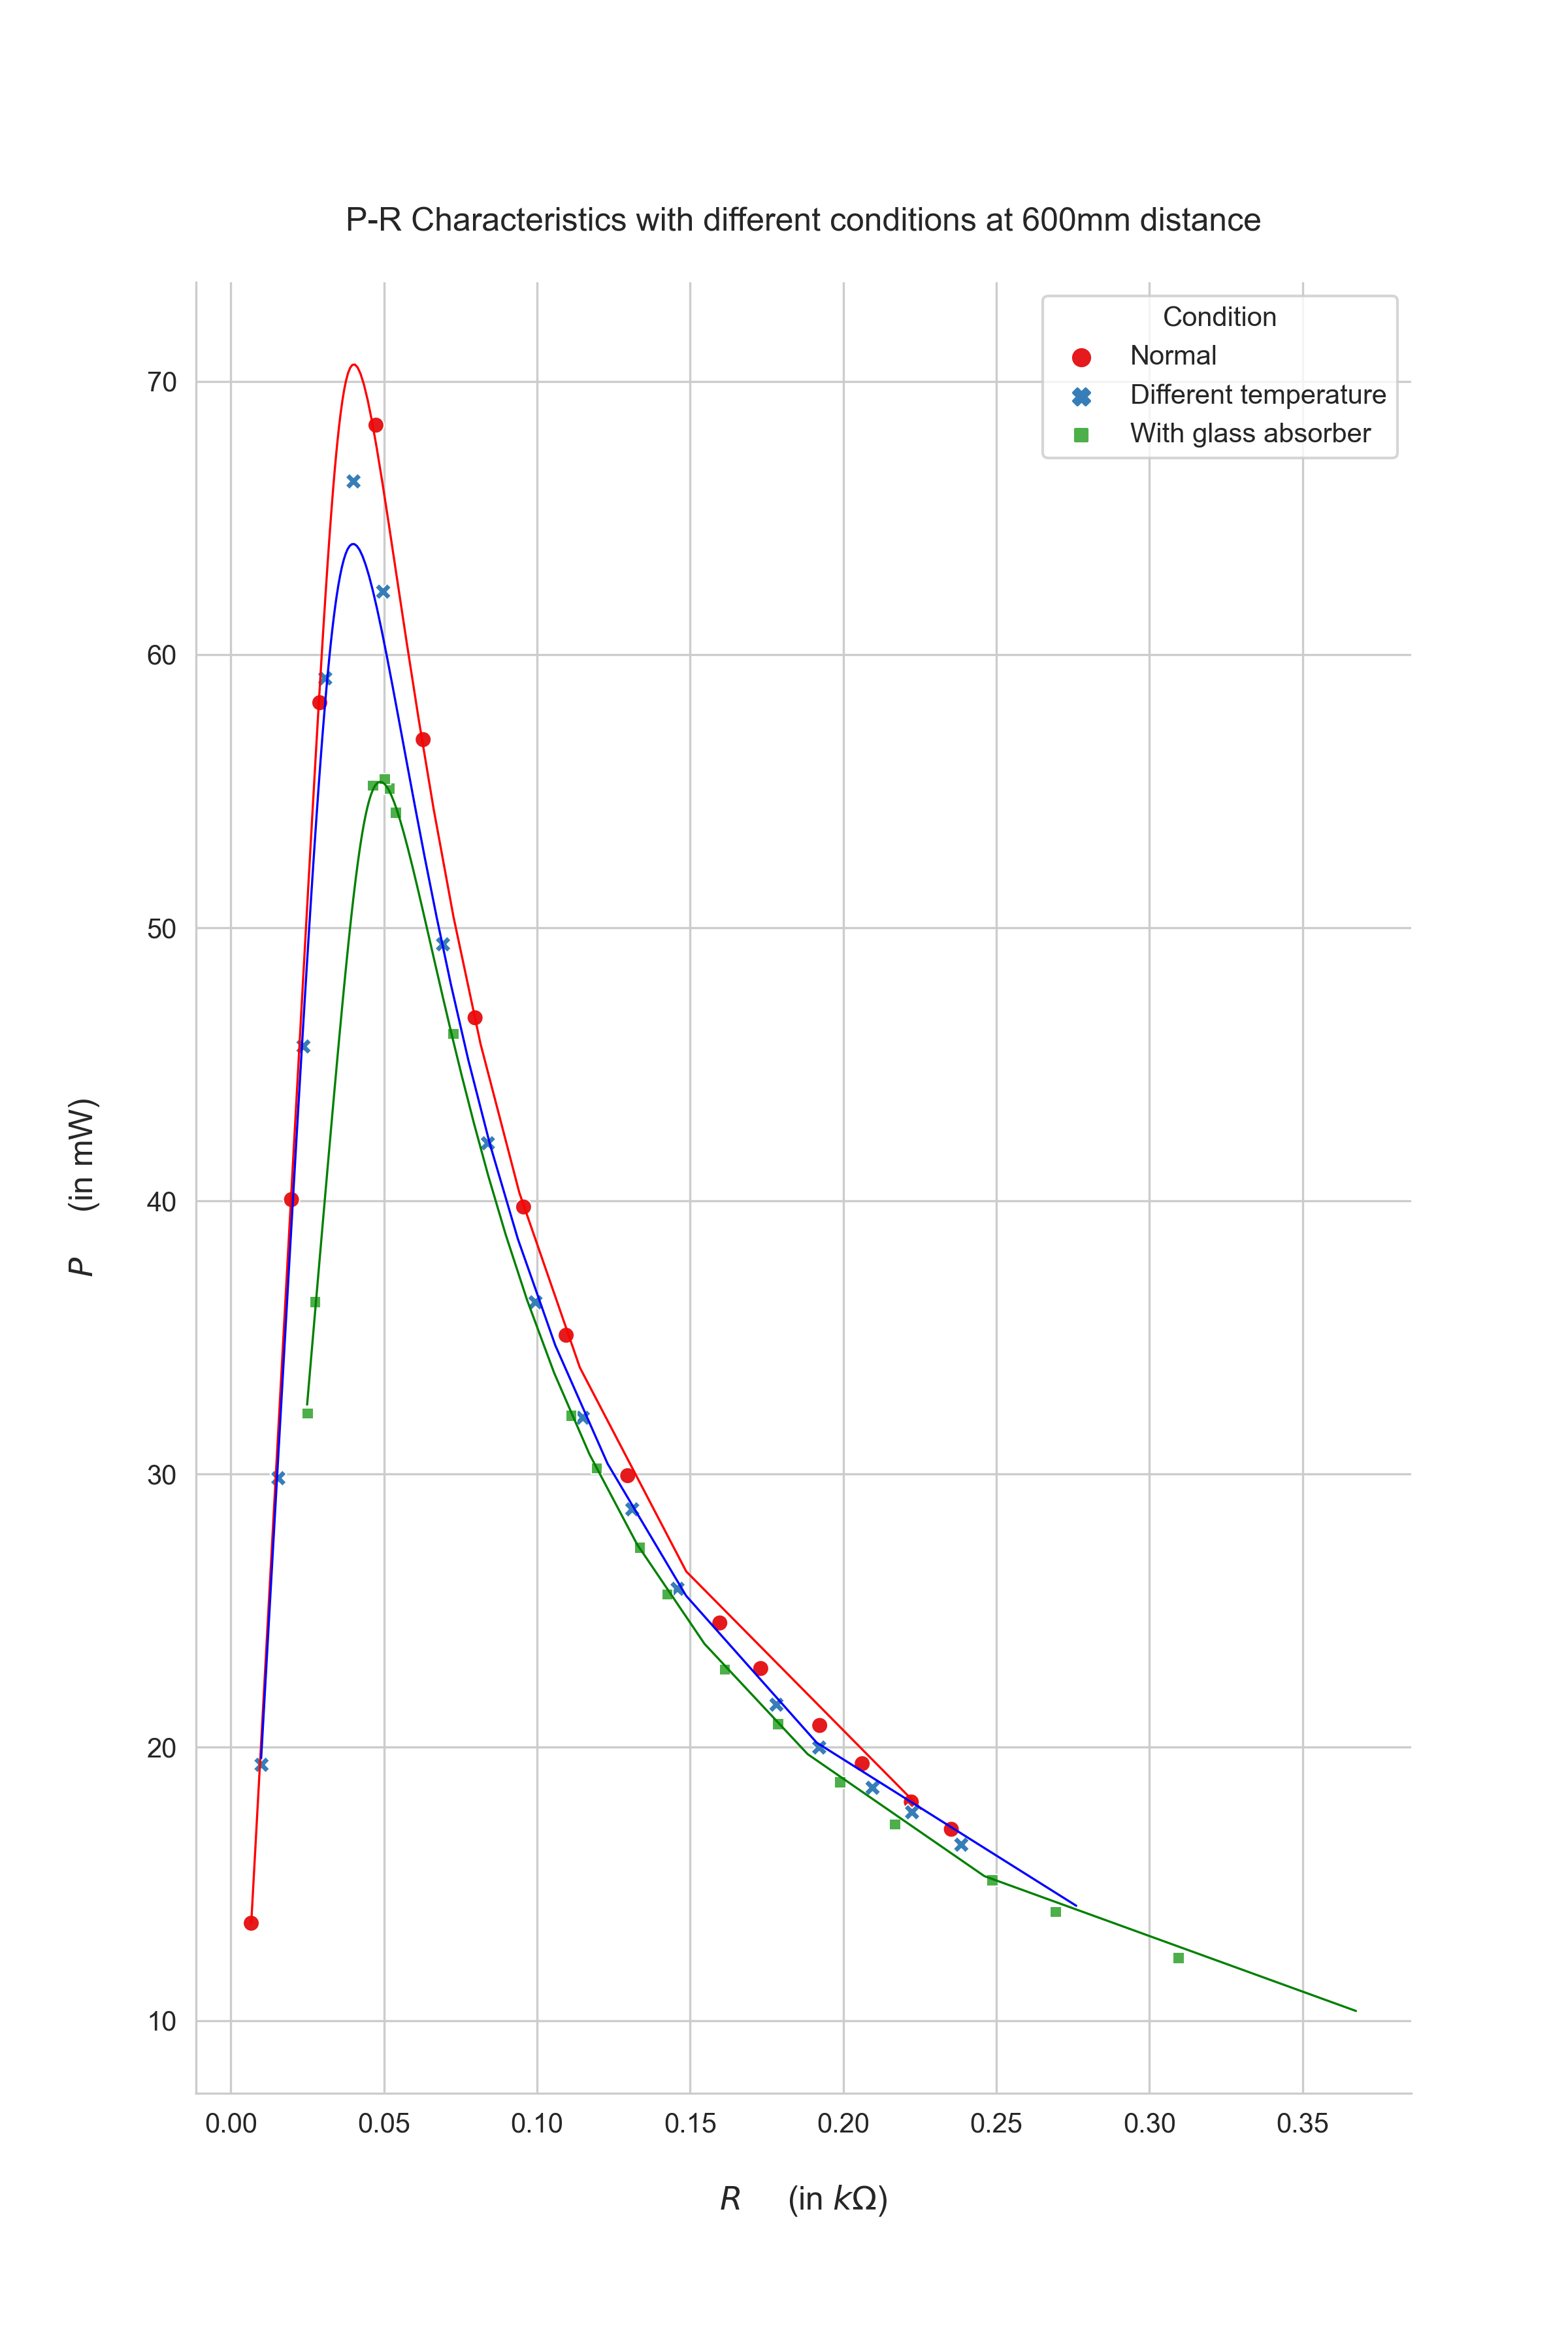 P-R Characteristics with different conditions at 600mm distance
Condition
Normal
Different temperature
With glass absorber
70
60
50
40
30
20
10
P (in mW)
0.00 0.05 0.10 0.15 0.20 0.25 0.30 0.35
R (in kΩ)